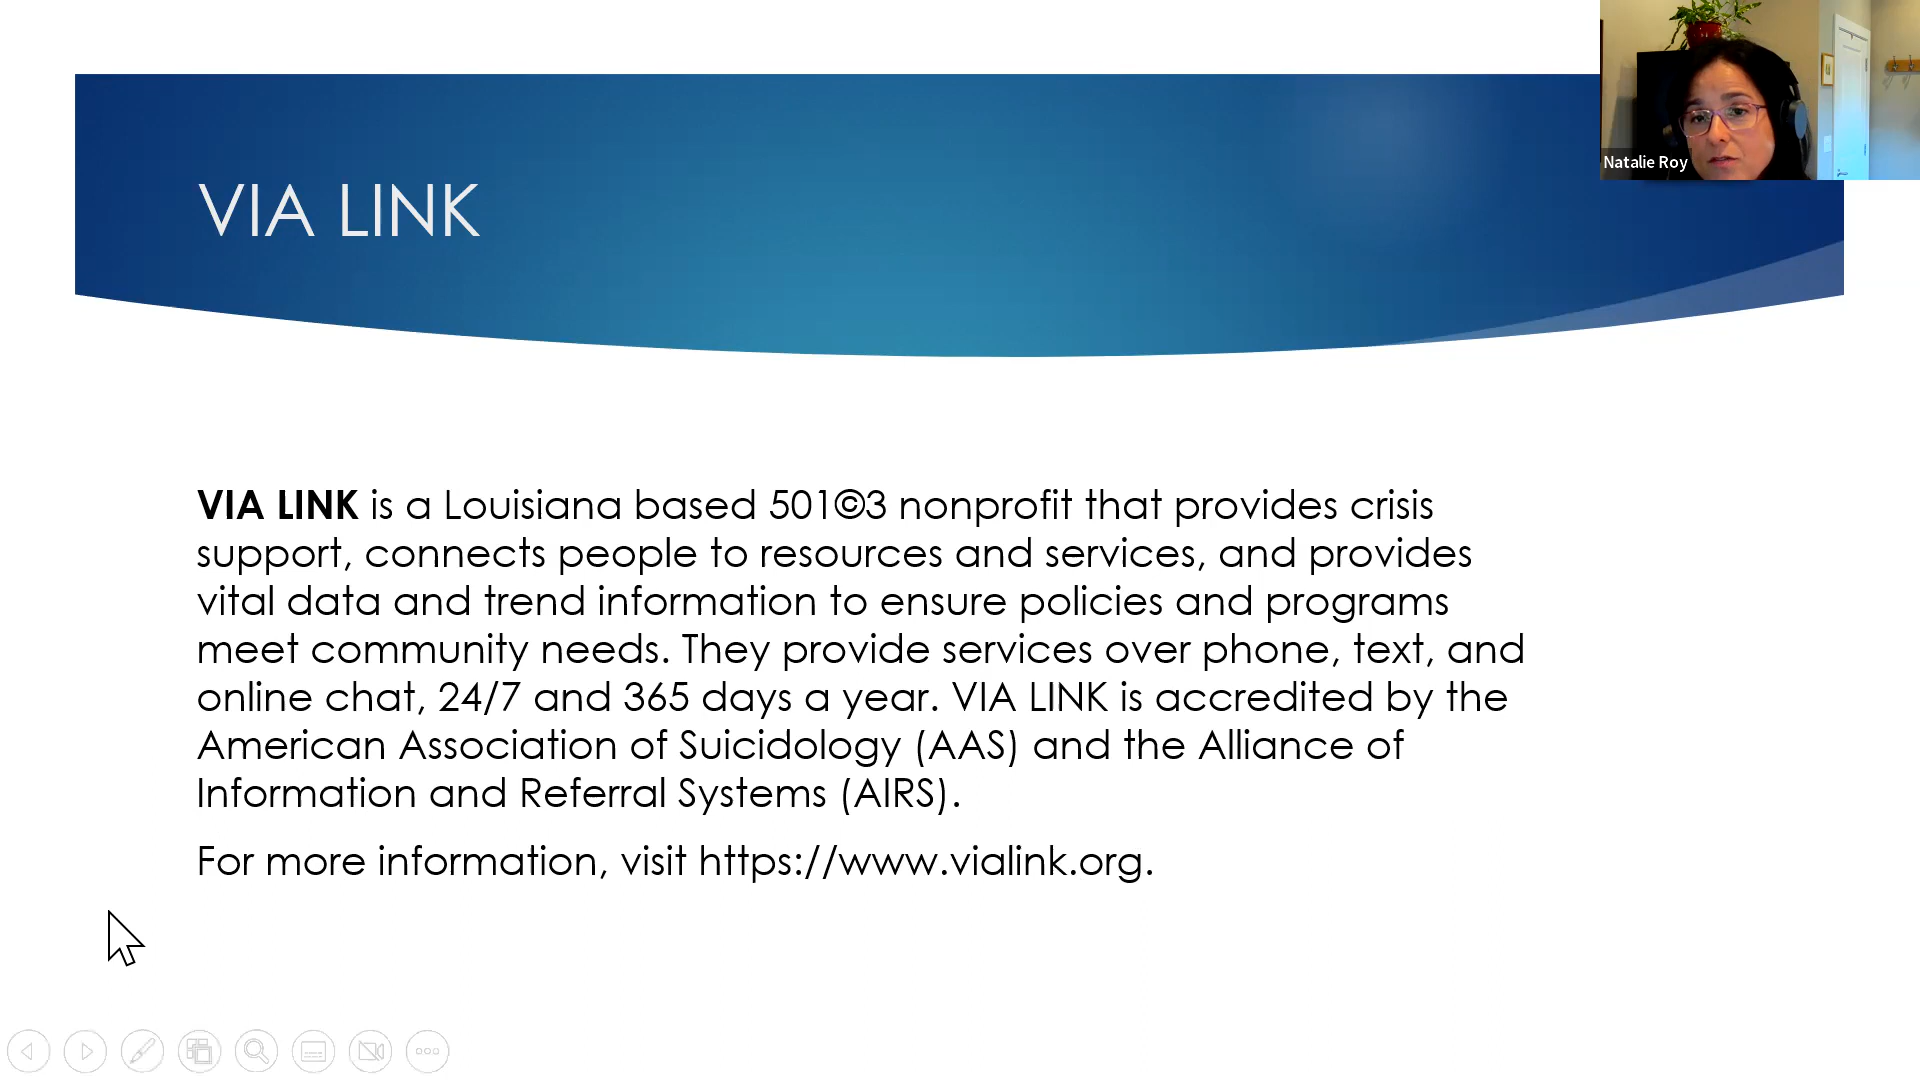 VIA LINK
Natalie Roy
VIA LINK is a Louisiana based 501©3 nonprofit that provides crisis
support, connects people to resources and services, and provides
vital data and trend information to ensure policies and programs
meet community needs. They provide services over phone, text, and
online chat, 24/7 and 365 days a year. VIA LINK is accredited by the
American Association of Suicidology (AAS) and the Alliance of
Information and Referral Systems (AIRS).
For more information, visit https://www.vialink.org.